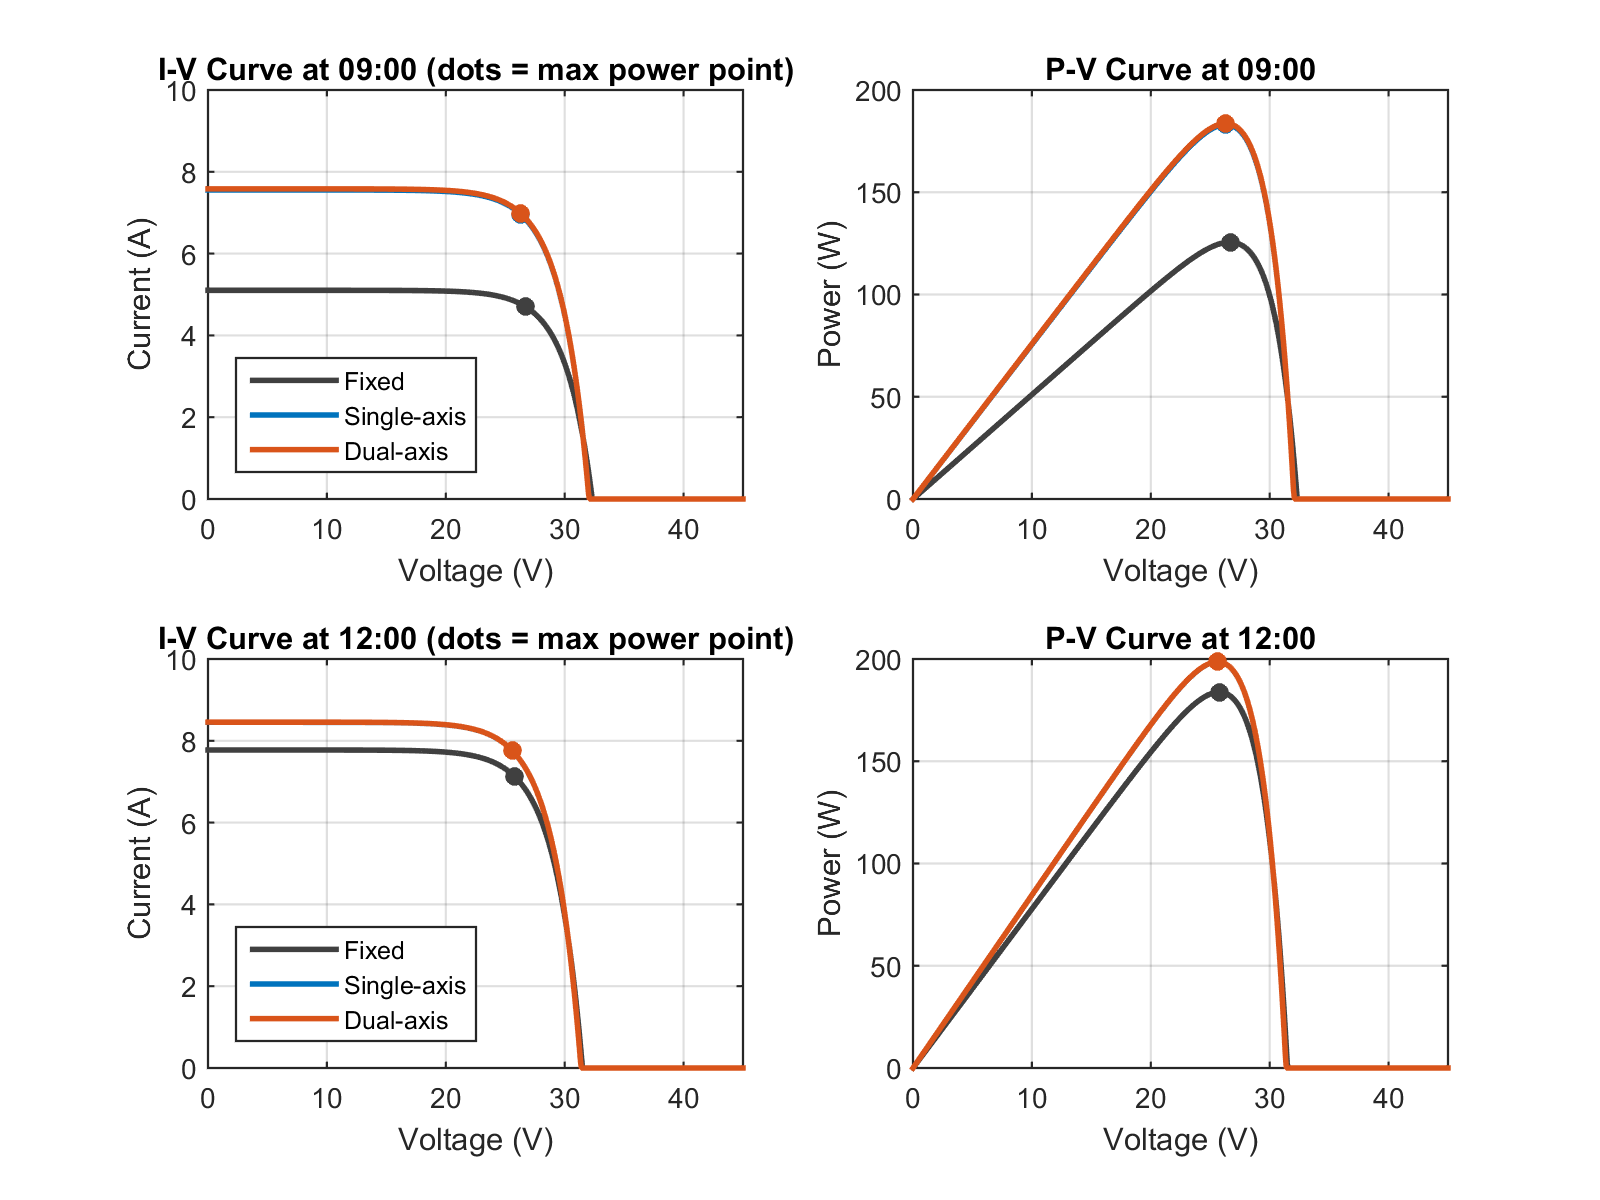 I-V Curve at 09:00 (dots = max power point)
10
8
6
4
2
0
Current (A)
Fixed
Single-axis
Dual-axis
0 10 20 30 40
Voltage (V)
P-V Curve at 09:00
200
150
100
50
0
Power (W)
0 10 20 30 40
Voltage (V)
I-V Curve at 12:00 (dots = max power point)
10
8
6
4
2
0
Current (A)
Fixed
Single-axis
Dual-axis
0 10 20 30 40
Voltage (V)
P-V Curve at 12:00
200
150
100
50
0
Power (W)
0 10 20 30 40
Voltage (V)